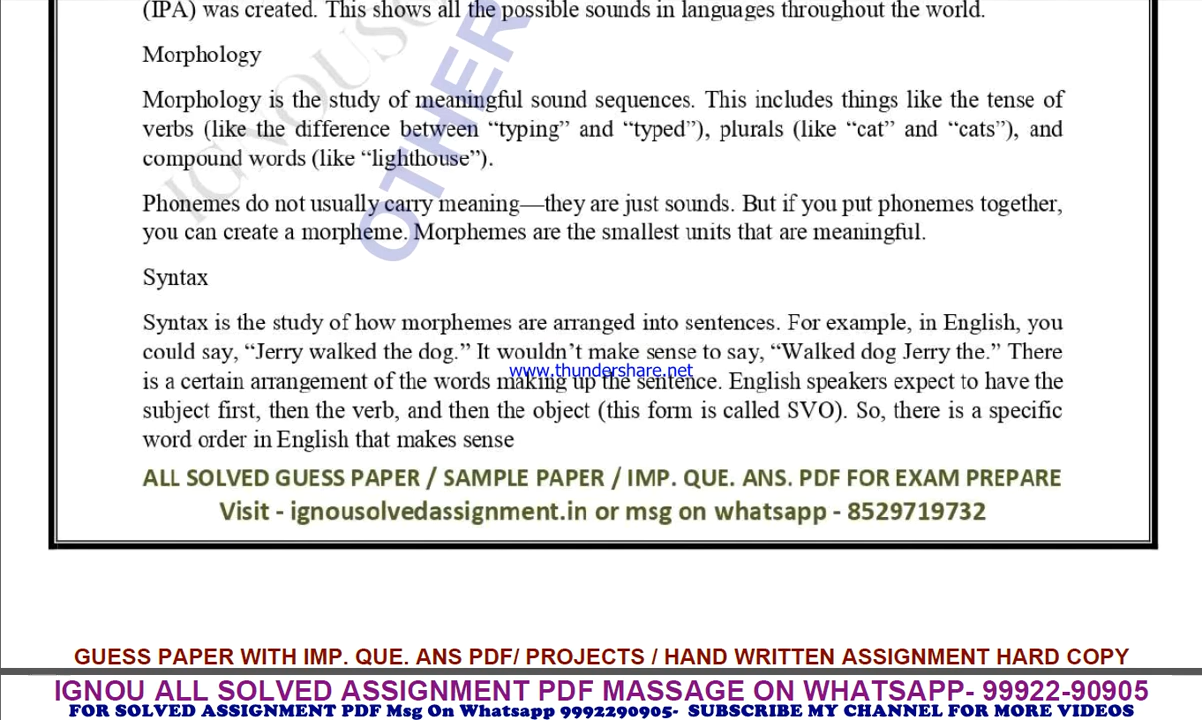 (IPA) was created. This shows all the possible sounds in languages throughout the world.
Morphology
Morphology is the study of meaningful sound sequences. This includes things like the tense of
verbs (like the difference between “typing” and “typed”), plurals (like “cat” and “cats”), and
compound words (like “lighthouse”).
Phonemes do not usually carry meaning—they are just sounds. But if you put phonemes together,
you can create a morpheme. Morphemes are the smallest units that are meaningful.
Syntax
Syntax is the study of how morphemes are arranged into sentences. For example, in English, you
could say, “Jerry walked the dog.” It wouldn’t make sense to say, “Walked dog Jerry the.” There
www.thundershare.net
is a certain arrangement of the words making up the sentence. English speakers expect to have the
subject first, then the verb, and then the object (this form is called SVO). So, there is a specific
word order in English that makes sense
ALL SOLVED GUESS PAPER / SAMPLE PAPER / IMP. QUE. ANS. PDF FOR EXAM PREPARE
Visit - ignousolvedassignment.in or msg on whatsapp - 8529719732
OTHER
GUESS PAPER WITH IMP. QUE. ANS PDF/ PROJECTS / HAND WRITTEN ASSIGNMENT HARD COPY
IGNOU ALL SOLVED ASSIGNMENT PDF MASSAGE ON WHATSAPP- 99922-90905
FOR SOLVED ASSIGNMENT PDF Msg On Whatsapp 9992290905- SUBSCRIBE MY CHANNEL FOR MORE VIDEOS